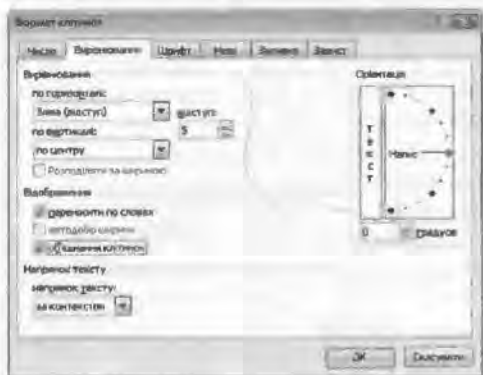 Формат клітинок
Число Вирівнювання Шрифт Межі Заливка Захист
Вирівнювання
по горизонталі:
Зліва (відступ)
відступ:
5
по вертикалі:
по центру
Розподіляти за шириною
Відображення
переносити по словах
автодобір ширини
об'єднання клітинок
Напрямок тексту
напрямок тексту:
за контекстом
Орієнтація
Текст
Напис
0 градусів
ОК Скасувати